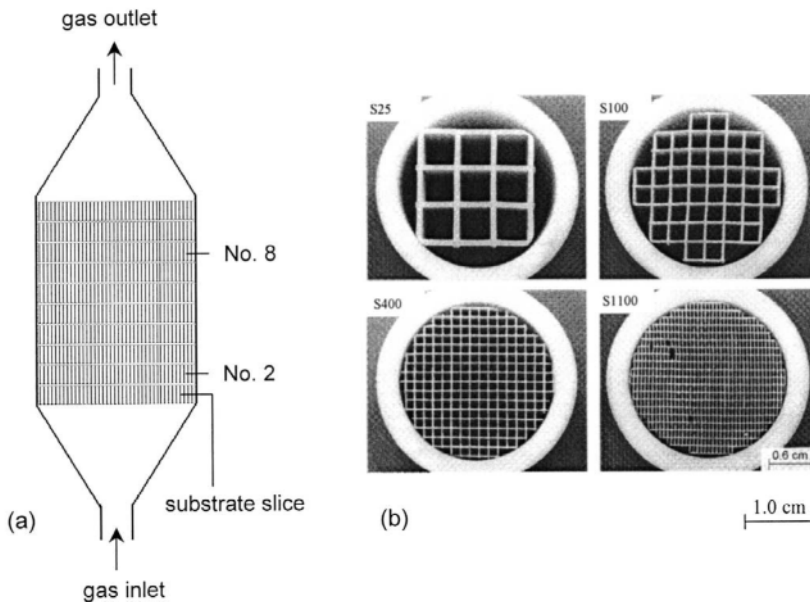 gas outlet
No. 8
No. 2
substrate slice
(a)
gas inlet
S25
S100
S400
S1100
0.6 cm
(b)
1.0 cm